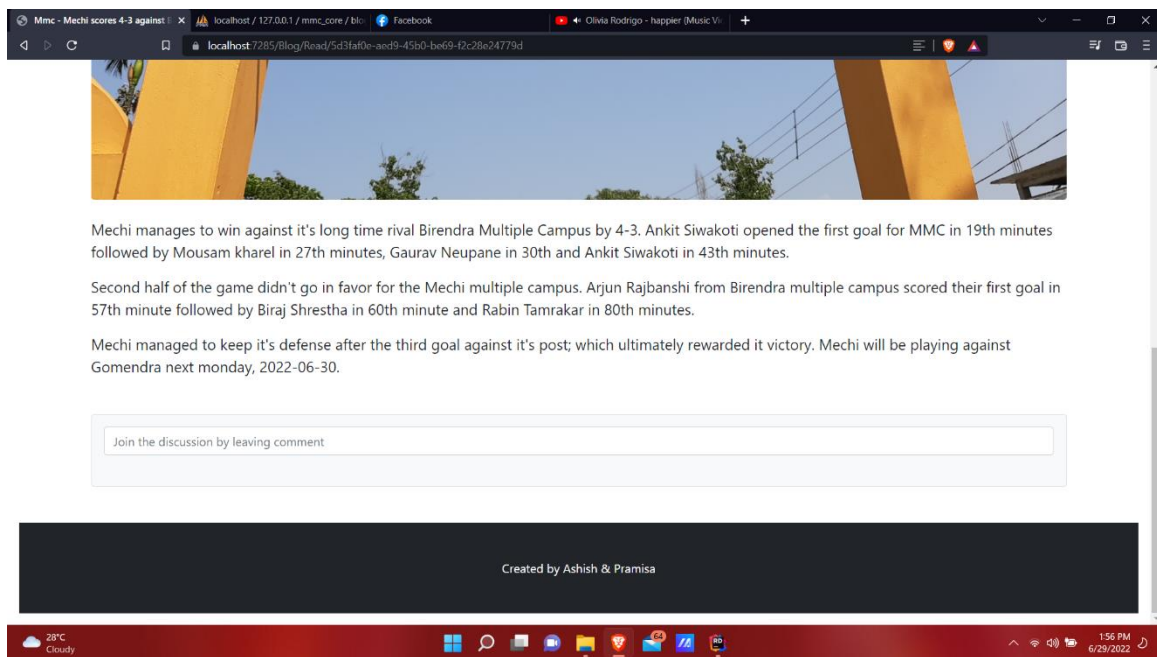 Mmc - Mechi scores 4-3 against
localhost / 127.0.0.1 / mmc_core / blo
Facebook
Olivia Rodrigo - happier (Music Vi
localhost:7285/Blog/Read/5d3faf0e-aed9-45b0-be69-f2c28e24779d
Mechi manages to win against it's long time rival Birendra Multiple Campus by 4-3. Ankit Siwakoti opened the first goal for MMC in 19th minutes
followed by Mousam kharel in 27th minutes, Gaurav Neupane in 30th and Ankit Siwakoti in 43th minutes.
Second half of the game didn't go in favor for the Mechi multiple campus. Arjun Rajbanshi from Birendra multiple campus scored their first goal in
57th minute followed by Biraj Shrestha in 60th minute and Rabin Tamrakar in 80th minutes.
Mechi managed to keep it's defense after the third goal against it's post; which ultimately rewarded it victory. Mechi will be playing against
Gomendra next monday, 2022-06-30.
Join the discussion by leaving comment
Created by Ashish & Pramisa
28°C
Cloudy
64
RD
1:56 PM
6/29/2022